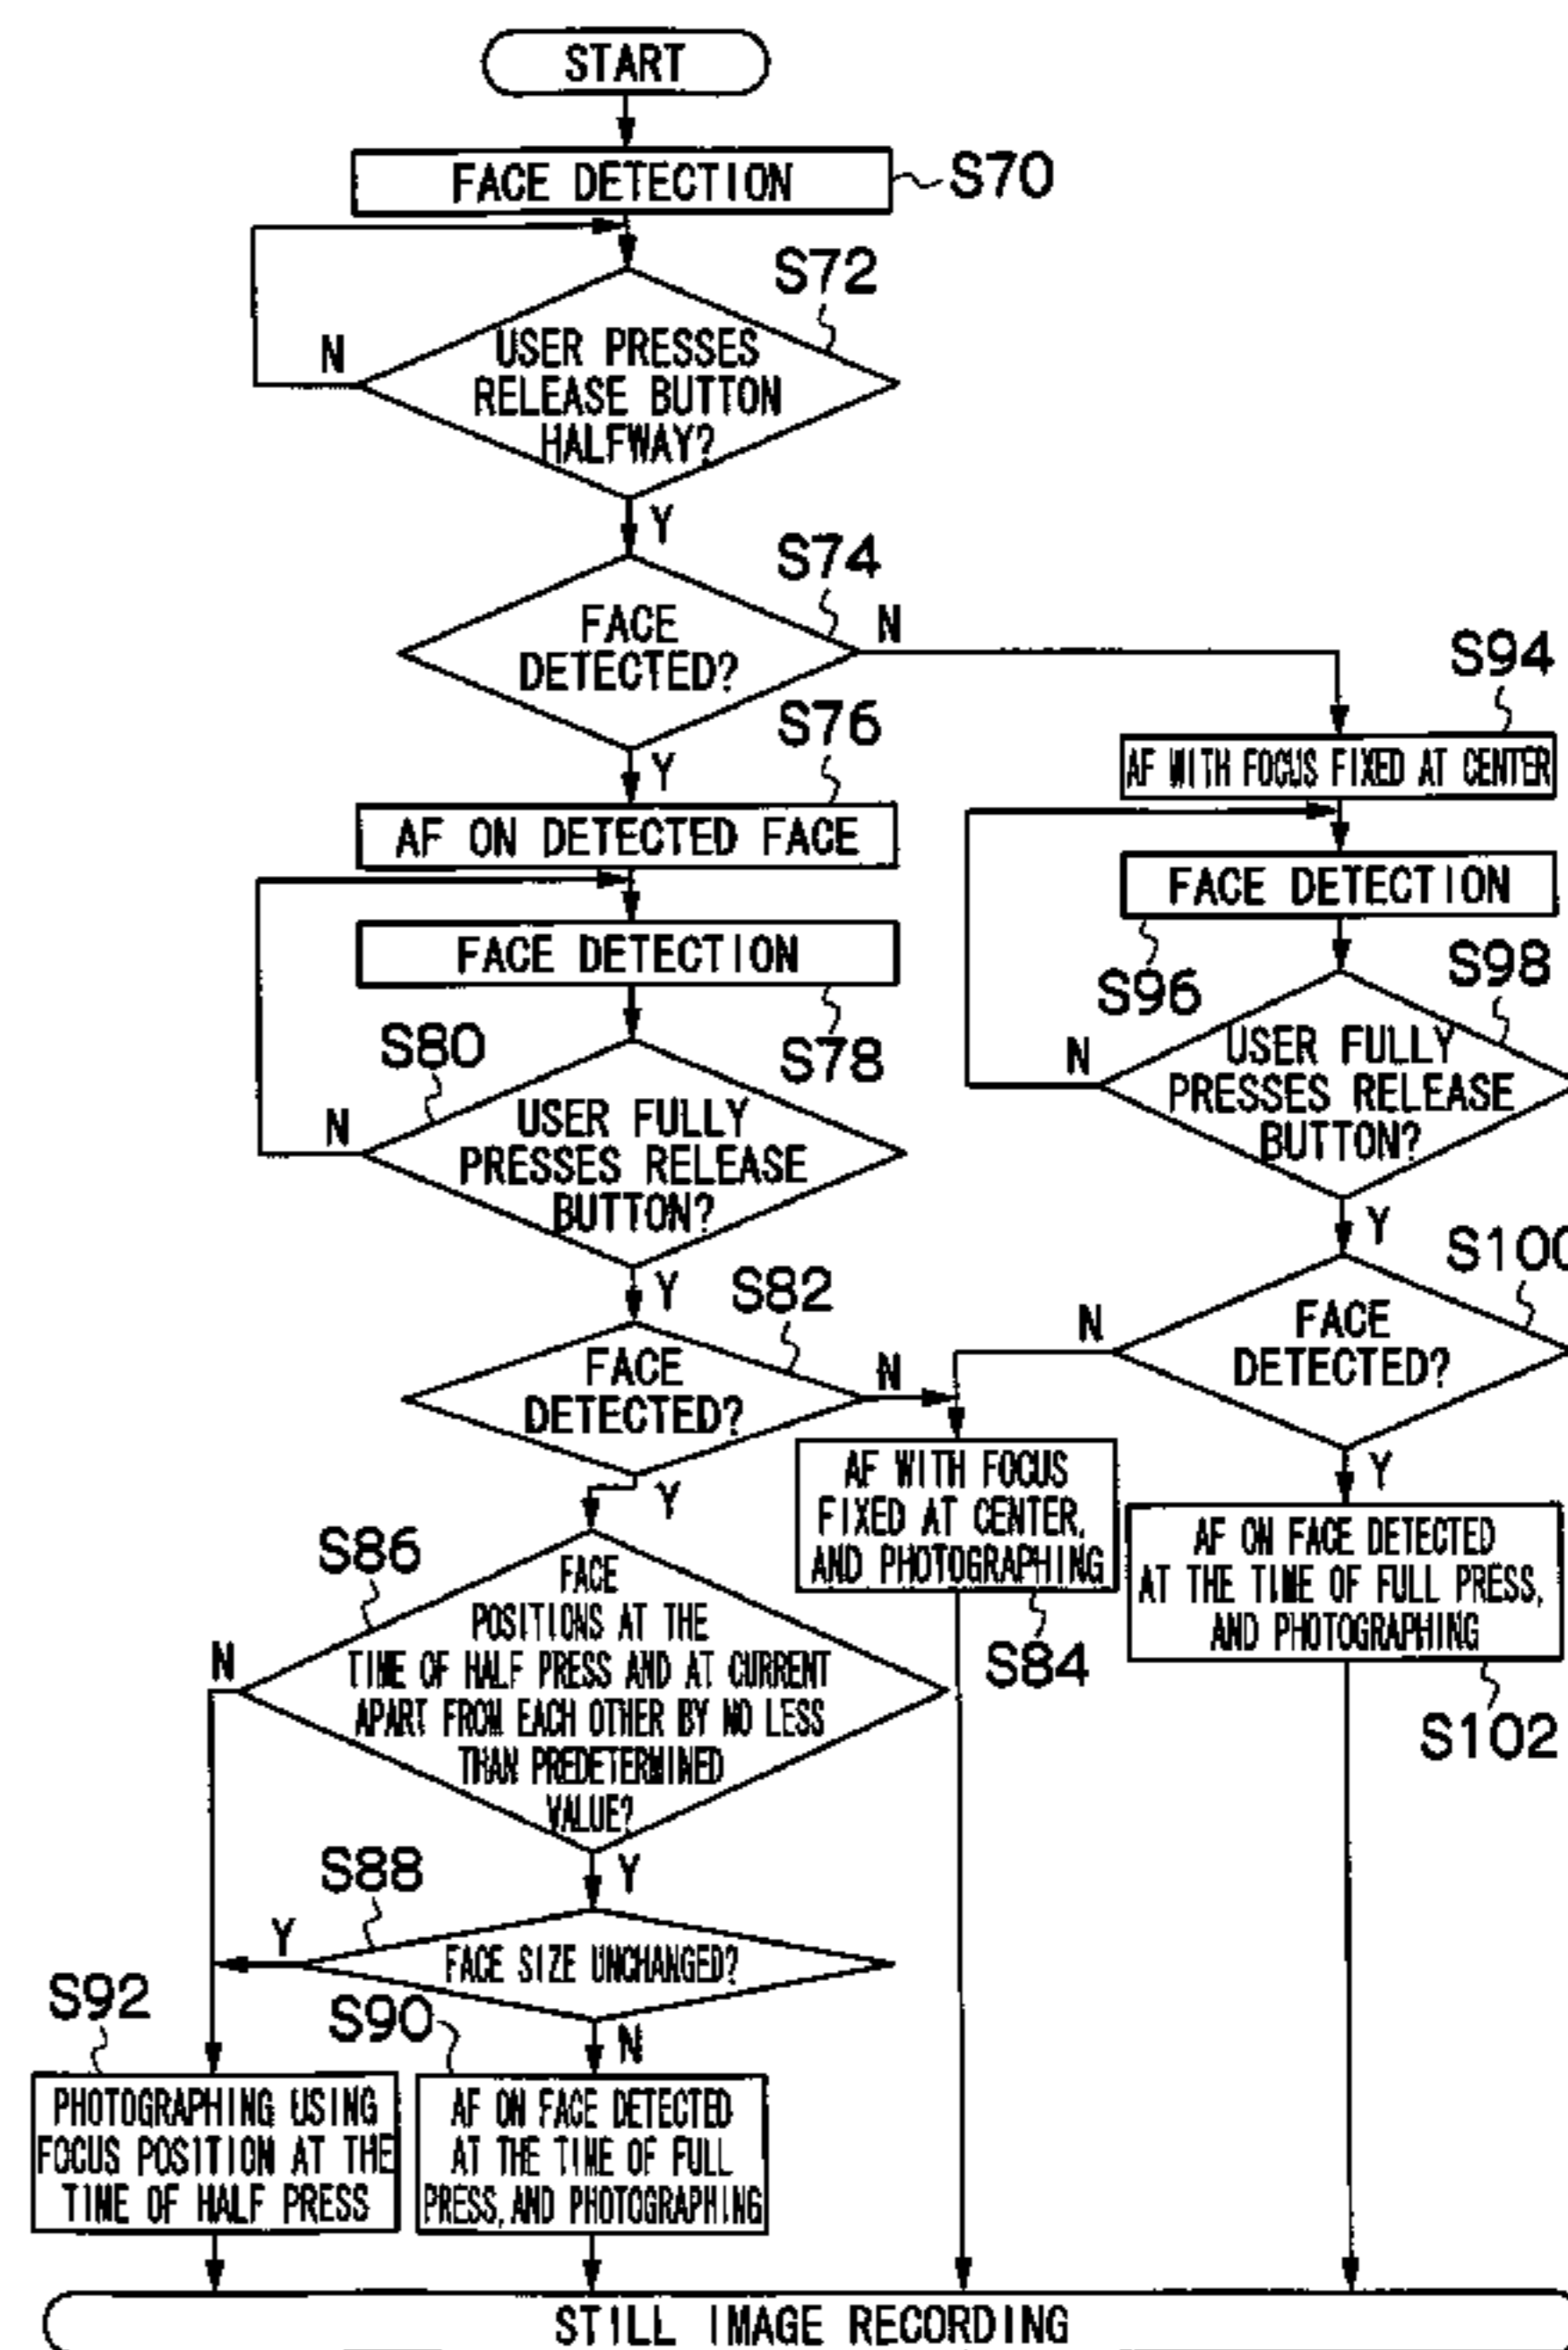 START
FACE DETECTION
S70
S72
N
USER PRESSES
RELEASE BUTTON
HALFWAY?
Y
S74
FACE
DETECTED?
N
S94
S76
Y
AF WITH FOCUS FIXED AT CENTER
AF ON DETECTED FACE
FACE DETECTION
FACE DETECTION
S96
S98
S80
S78
N
USER FULLY
PRESSES RELEASE
BUTTON?
N
USER FULLY
PRESSES RELEASE
BUTTON?
Y
S100
Y
S82
FACE
DETECTED?
N
N
FACE
DETECTED?
Y
Y
AF WITH FOCUS
FIXED AT CENTER,
AND PHOTOGRAPHING
S84
AF ON FACE DETECTED
AT THE TIME OF FULL PRESS,
AND PHOTOGRAPHING
S102
S86
N
FACE
POSITIONS AT THE
TIME OF HALF PRESS AND AT CURRENT
APART FROM EACH OTHER BY NO LESS
THAN PREDETERMINED
VALUE?
Y
S88
Y
FACE SIZE UNCHANGED?
S92
S90
N
PHOTOGRAPHING USING
FOCUS POSITION AT THE
TIME OF HALF PRESS
AF ON FACE DETECTED
AT THE TIME OF FULL
PRESS, AND PHOTOGRAPHING
STILL IMAGE RECORDING